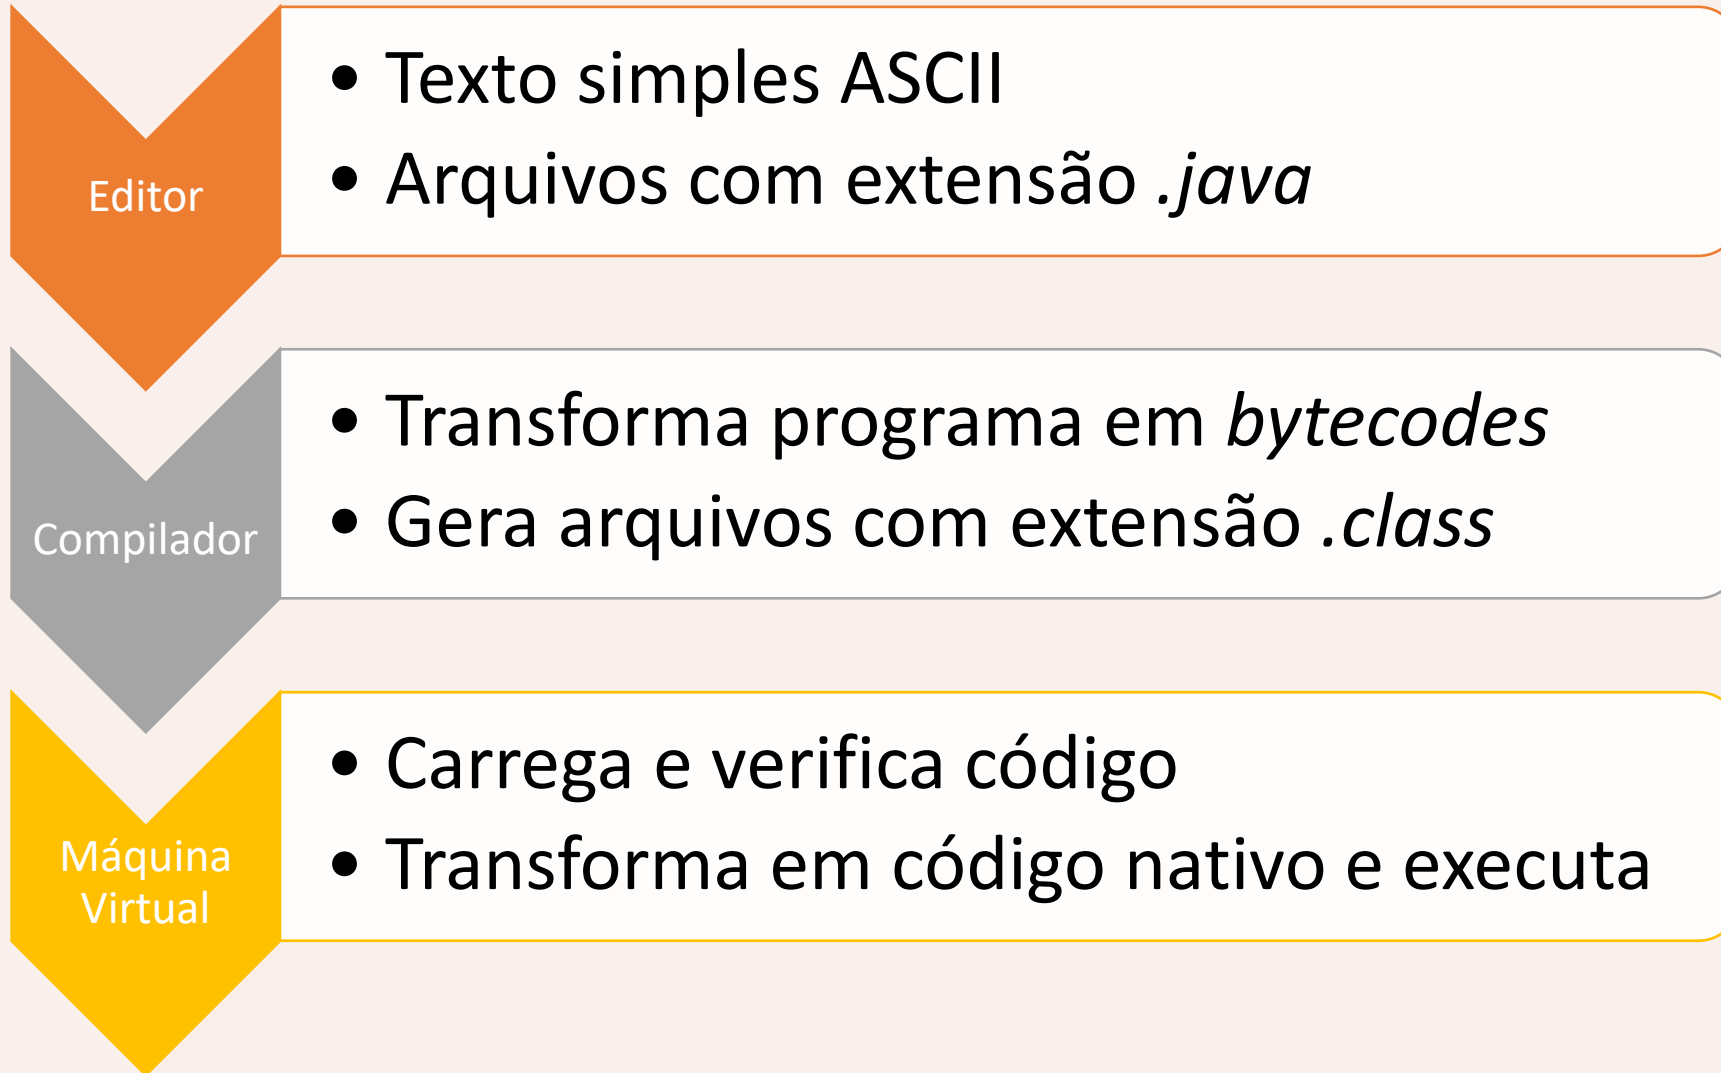 Editor
• Texto simples ASCII
• Arquivos com extensão .java
Compilador
• Transforma programa em bytecodes
• Gera arquivos com extensão .class
Máquina
Virtual
• Carrega e verifica código
• Transforma em código nativo e executa